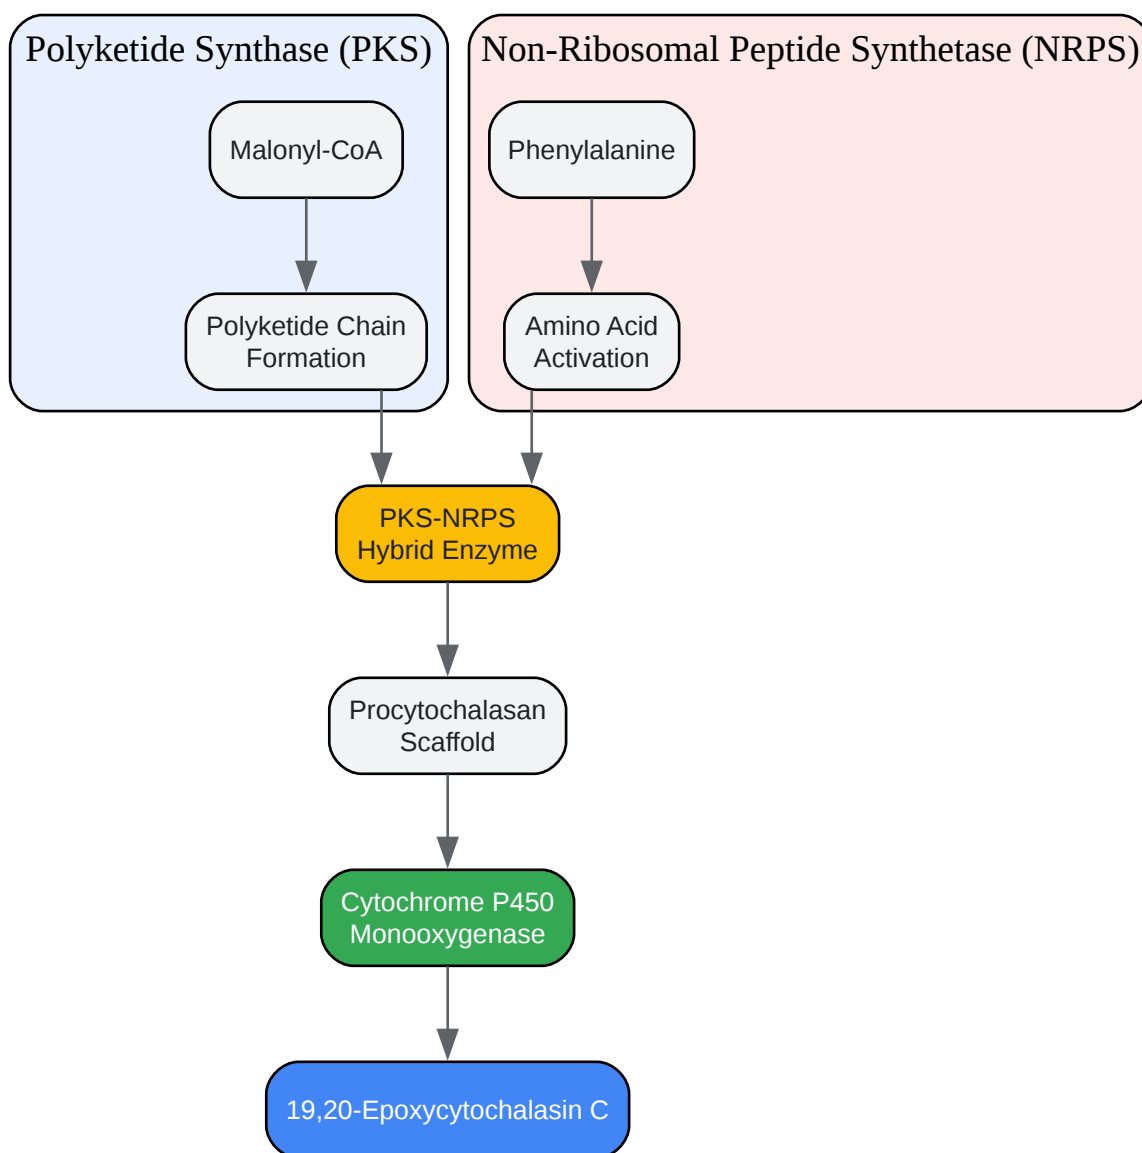 Polyketide Synthase (PKS)
Non-Ribosomal Peptide Synthetase (NRPS)
Malonyl-CoA
Phenylalanine
Polyketide Chain
Formation
Amino Acid
Activation
PKS-NRPS
Hybrid Enzyme
Procytochalasan
Scaffold
Cytochrome P450
Monooxygenase
19,20-Epoxycytochalasin C